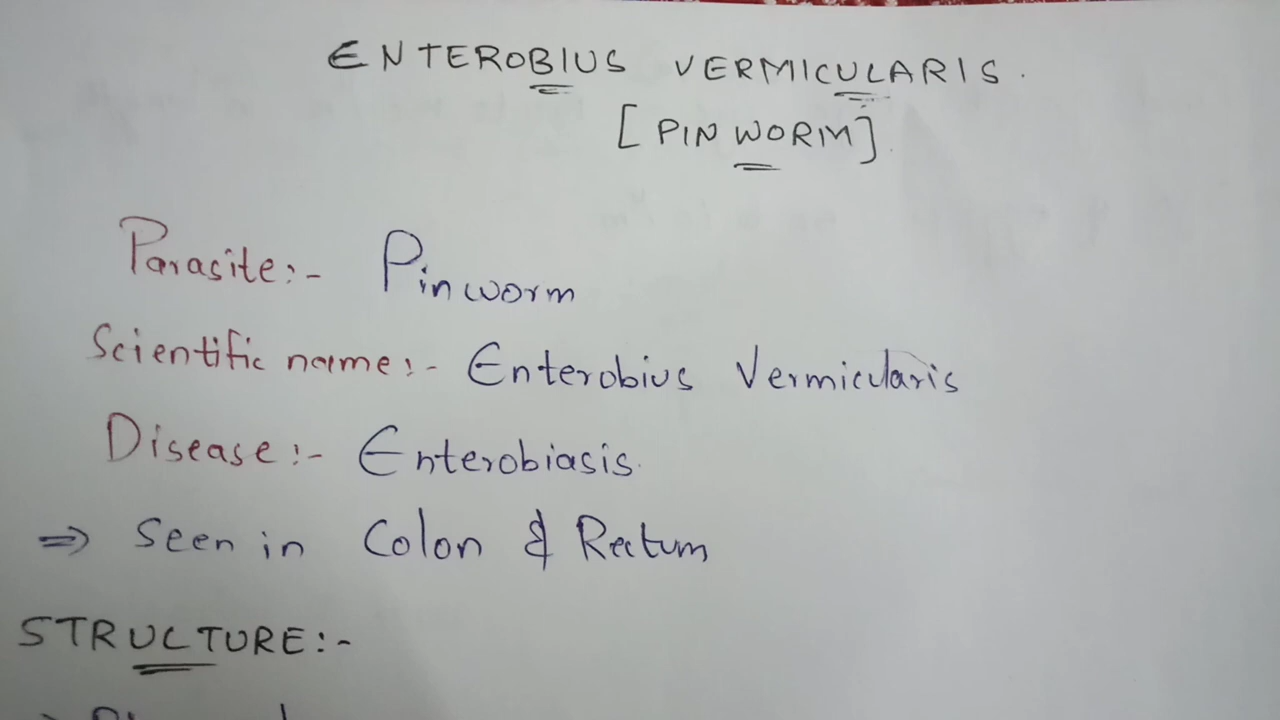 ENTEROBIUS VERMICULARIS.
[PIN WORM]
Parasite:- Pinworm
Scientific name:- Enterobius Vermicularis
Disease:- Enterobiasis.
⇒ Seen in Colon & Rectum
STRUCTURE:-